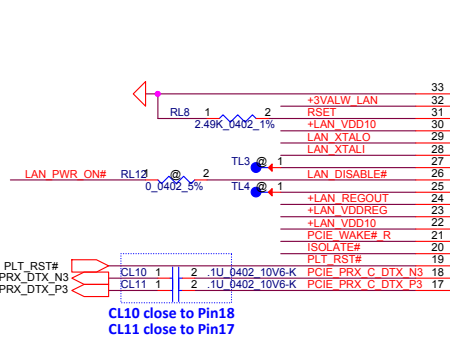 33
+3VALW_LAN 32
RL8 1 2 RSET 31
2.49K_0402_1% +LAN_VDD10 30
LAN_XTALO 29
LAN_XTALI 28
TL3 @ 1 27
LAN_PWR_ON# RL12 1 @ 2 LAN_DISABLE# 26
0_0402_5% TL4 @ 1 25
+LAN_REGOUT 24
+LAN_VDDREG 23
+LAN_VDD10 22
PCIE_WAKE#_R 21
ISOLATE# 20
PLT_RST# PLT_RST# 19
PRX_DTX_N3 CL10 1 2 .1U_0402_10V6-K PCIE_PRX_C_DTX_N3 18
PRX_DTX_P3 CL11 1 2 .1U_0402_10V6-K PCIE_PRX_C_DTX_P3 17
CL10 close to Pin18
CL11 close to Pin17